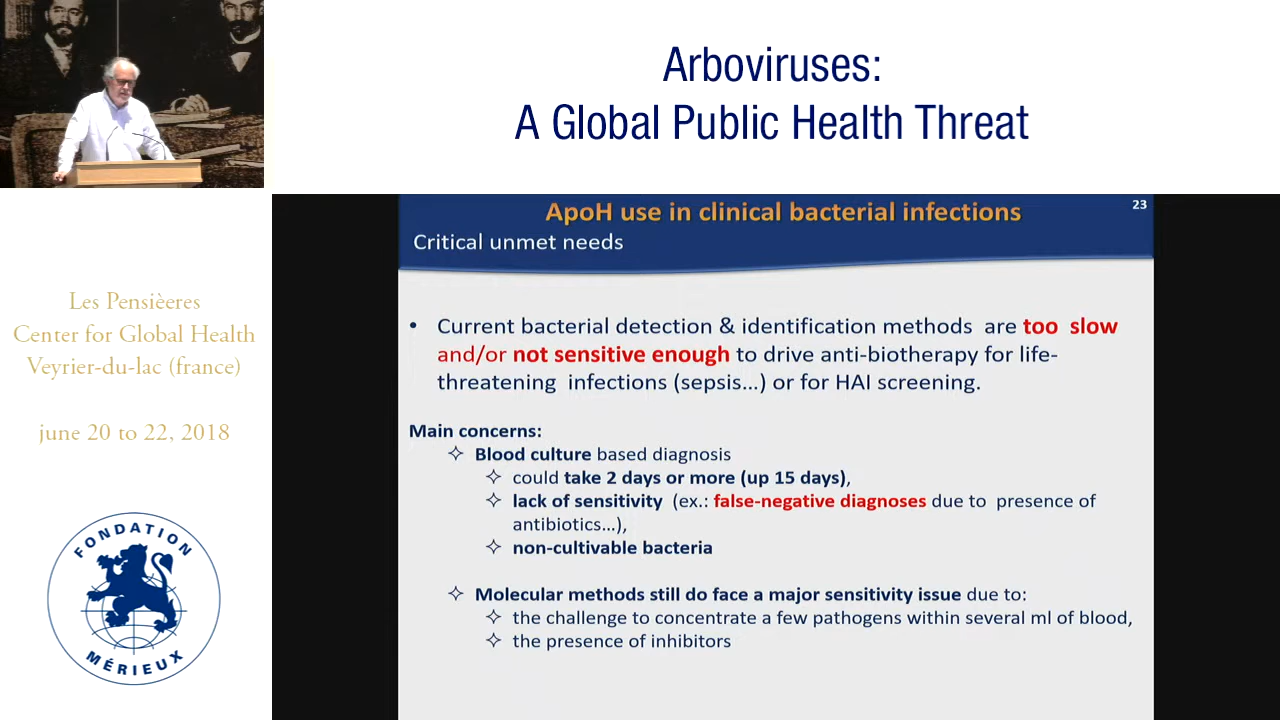 Arboviruses:
A Global Public Health Threat
Les Pensièeres
Center for Global Health
Veyrier-du-lac (france)
june 20 to 22, 2018
FONDATION
MÉRIEUX
ApoH use in clinical bacterial infections
23
Critical unmet needs
• Current bacterial detection & identification methods are too slow
and/or not sensitive enough to drive anti-biotherapy for life-
threatening infections (sepsis...) or for HAI screening.
Main concerns:
✧ Blood culture based diagnosis
✧ could take 2 days or more (up 15 days),
✧ lack of sensitivity (ex.: false-negative diagnoses due to presence of
antibiotics...),
✧ non-cultivable bacteria
✧ Molecular methods still do face a major sensitivity issue due to:
✧ the challenge to concentrate a few pathogens within several ml of blood,
✧ the presence of inhibitors